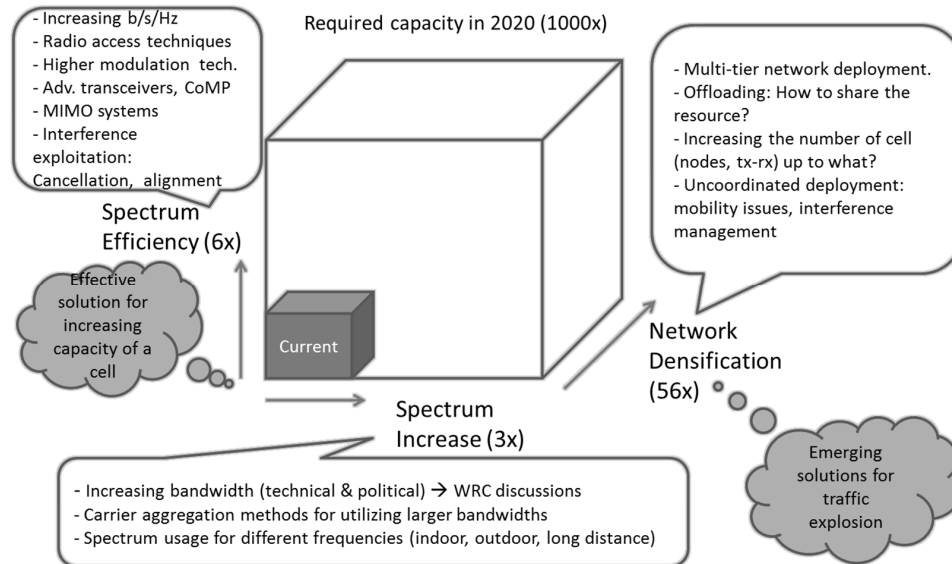 - Increasing b/s/Hz
- Radio access techniques
- Higher modulation tech.
- Adv. transceivers, CoMP
- MIMO systems
- Interference
exploitation:
Cancellation, alignment
Required capacity in 2020 (1000x)
- Multi-tier network deployment.
- Offloading: How to share the
resource?
- Increasing the number of cell
(nodes, tx-rx) up to what?
- Uncoordinated deployment:
mobility issues, interference
management
Spectrum
Efficiency (6x)
Effective
solution for
increasing
capacity of a
cell
Current
Network
Densification
(56x)
Spectrum
Increase (3x)
Emerging
solutions for
traffic
explosion
- Increasing bandwidth (technical & political) → WRC discussions
- Carrier aggregation methods for utilizing larger bandwidths
- Spectrum usage for different frequencies (indoor, outdoor, long distance)